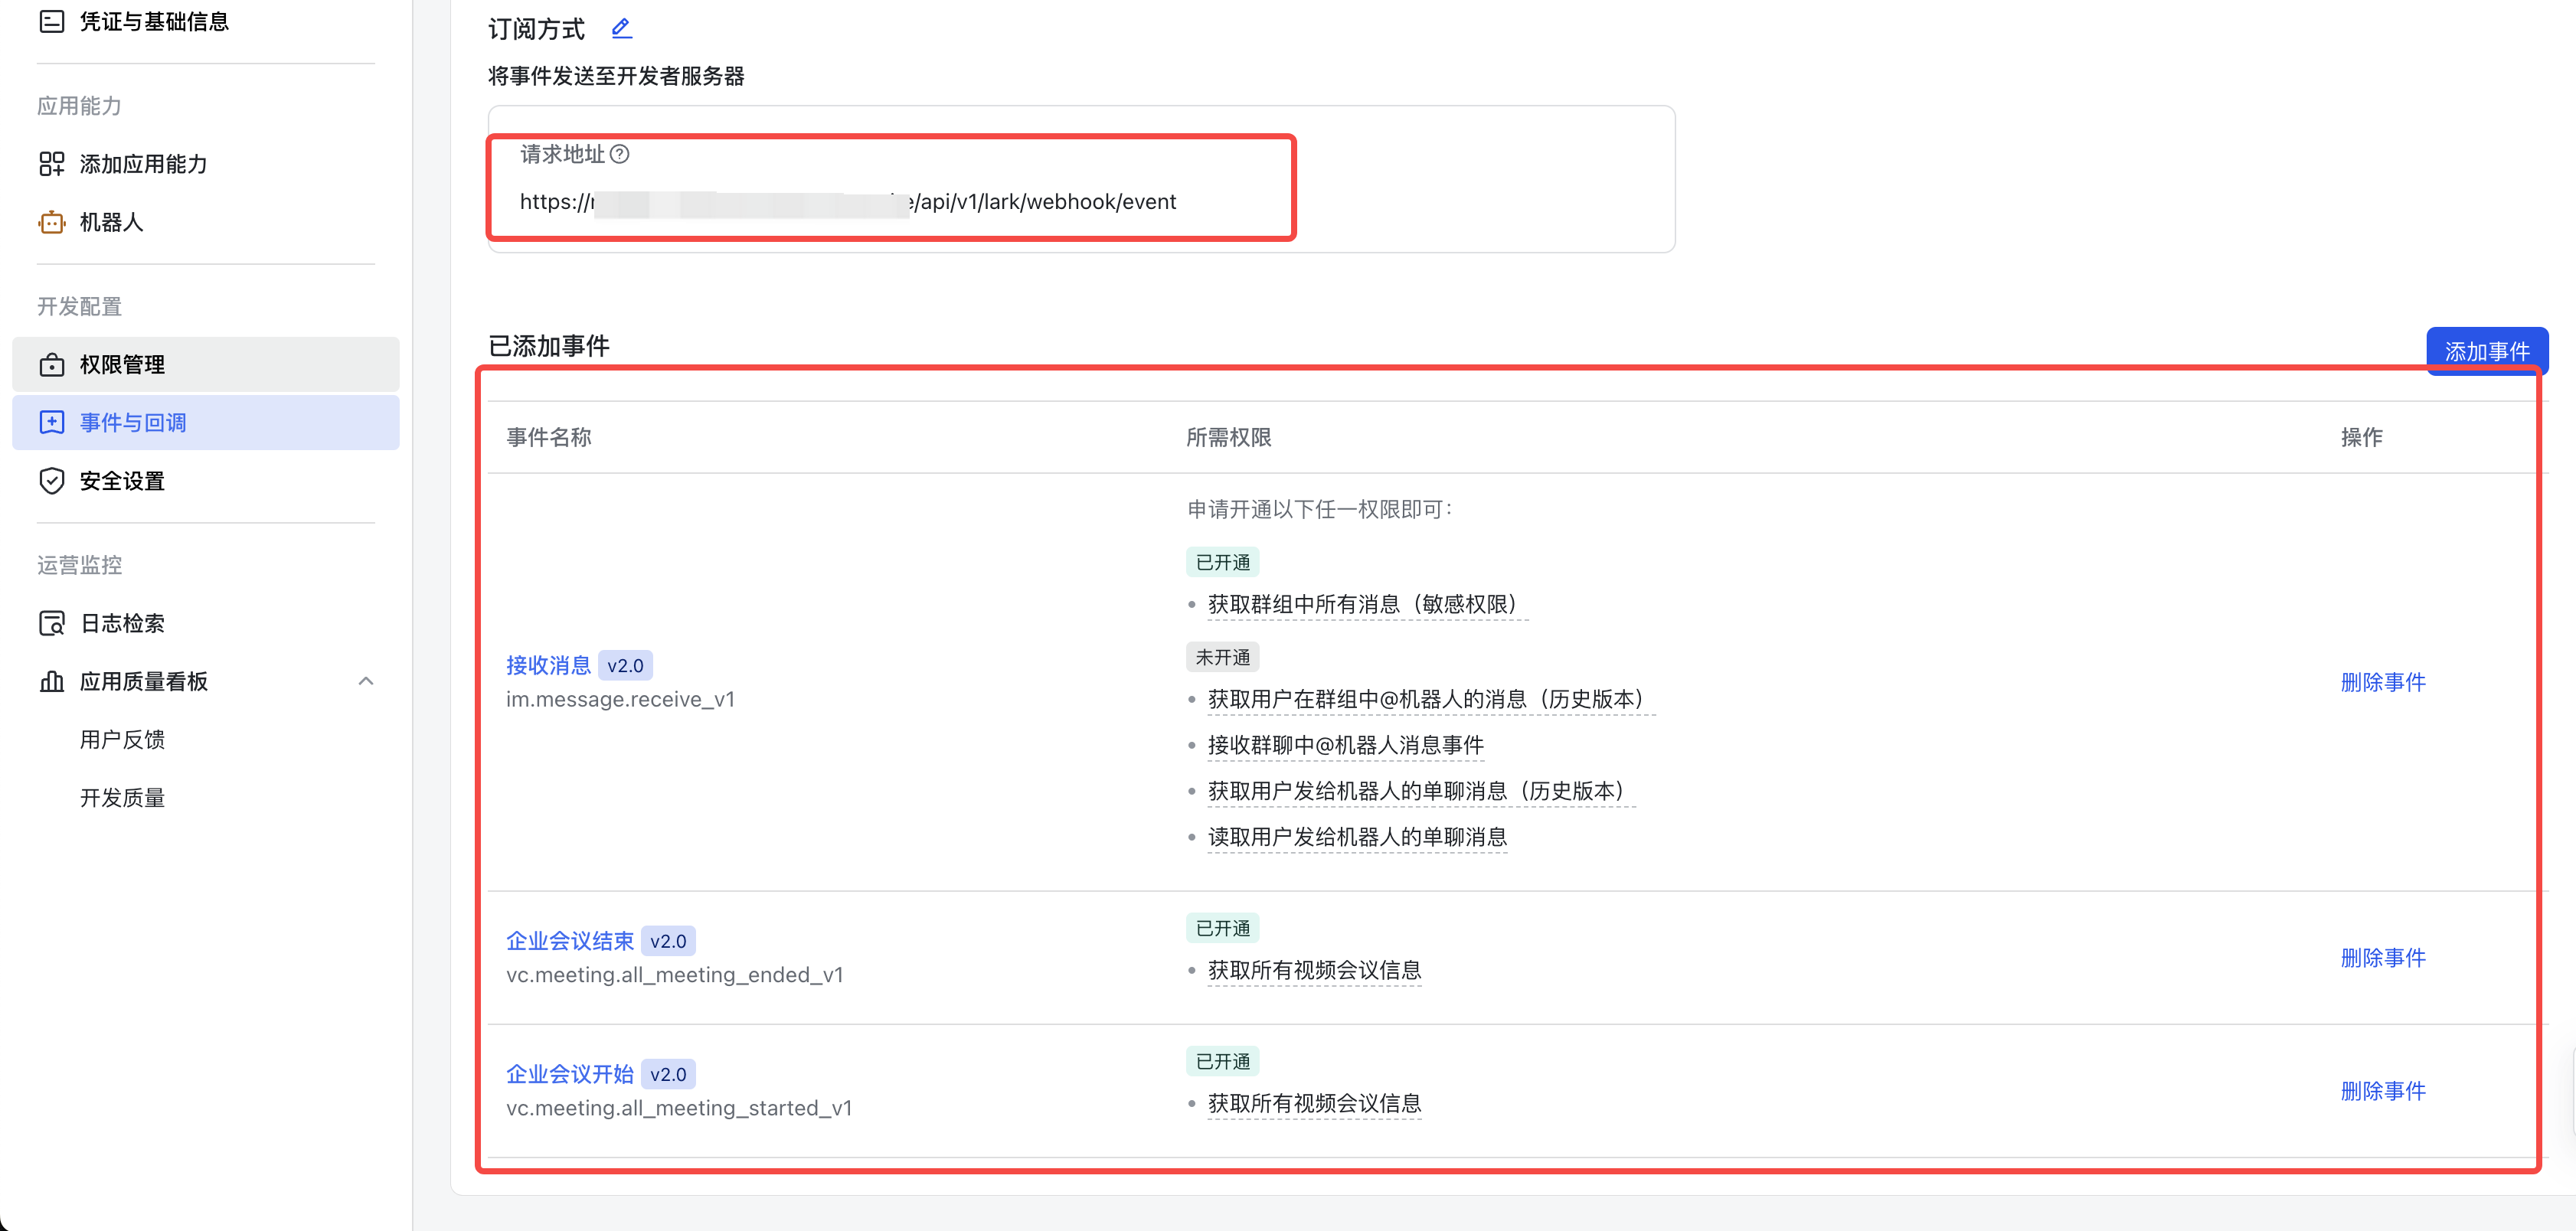 凭证与基础信息
应用能力
添加应用能力
机器人
开发配置
权限管理
事件与回调
安全设置
运营监控
日志检索
应用质量看板
用户反馈
开发质量
订阅方式
将事件发送至开发者服务器
请求地址
https:// e/api/v1/lark/webhook/event
已添加事件
添加事件
事件名称 所需权限 操作
申请开通以下任一权限即可：
已开通
• 获取群组中所有消息（敏感权限）
未开通
接收消息 v2.0
im.message.receive_v1
• 获取用户在群组中@机器人的消息（历史版本）
• 接收群聊中@机器人消息事件
• 获取用户发给机器人的单聊消息（历史版本）
• 读取用户发给机器人的单聊消息
删除事件
企业会议结束 v2.0
vc.meeting.all_meeting_ended_v1
已开通
• 获取所有视频会议信息
删除事件
企业会议开始 v2.0
vc.meeting.all_meeting_started_v1
已开通
• 获取所有视频会议信息
删除事件